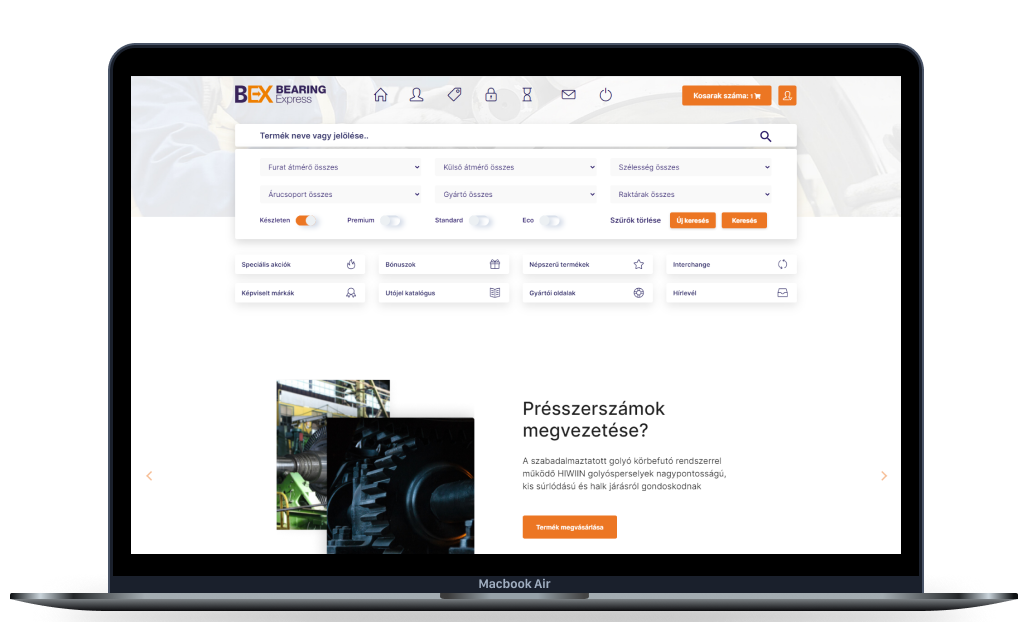 BEX BEARING
Express
Kosarak száma: 1
Termék neve vagy jelölése..
Furat átmérő összes
Külső átmérő összes
Szélesség összes
Árucsoport összes
Gyártó összes
Raktárak összes
Készleten
Premium
Standard
Eco
Szűrők törlése
Új keresés
Keresés
Speciális akciók
Bónuszok
Népszerű termékek
Interchange
Képviselt márkák
Utójel katalógus
Gyártói oldalak
Hírlevél
Présszerszámok
megvezetése?
A szabadalmaztatott golyó körbefutó rendszerrel
működő HIWIIN golyósperselyek nagypontosságú,
kis súrlódású és halk járásról gondoskodnak
Termék megvásárlása
Macbook Air